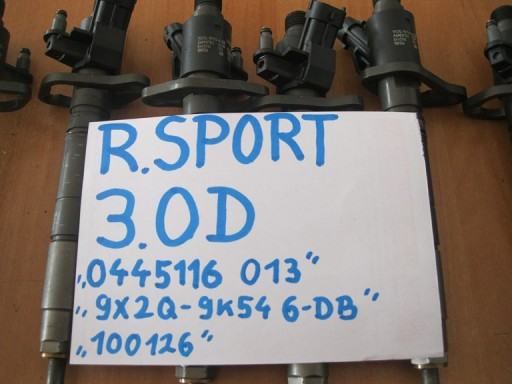 R.SPORT
3.0D
„0445116 013"
„9X2Q-9K546-DB"
„100126"